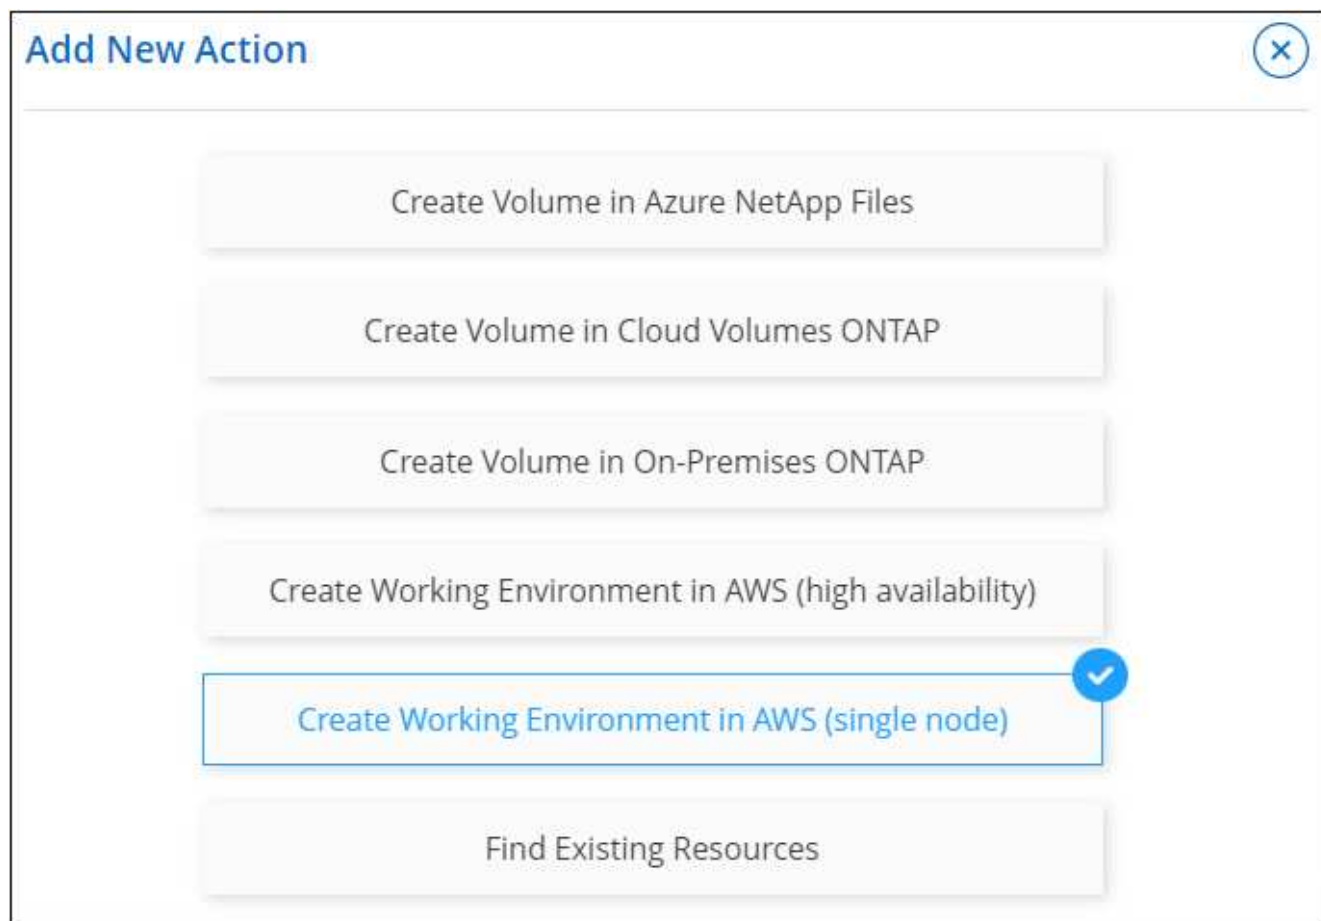 Add New Action
Create Volume in Azure NetApp Files
Create Volume in Cloud Volumes ONTAP
Create Volume in On-Premises ONTAP
Create Working Environment in AWS (high availability)
Create Working Environment in AWS (single node)
Find Existing Resources